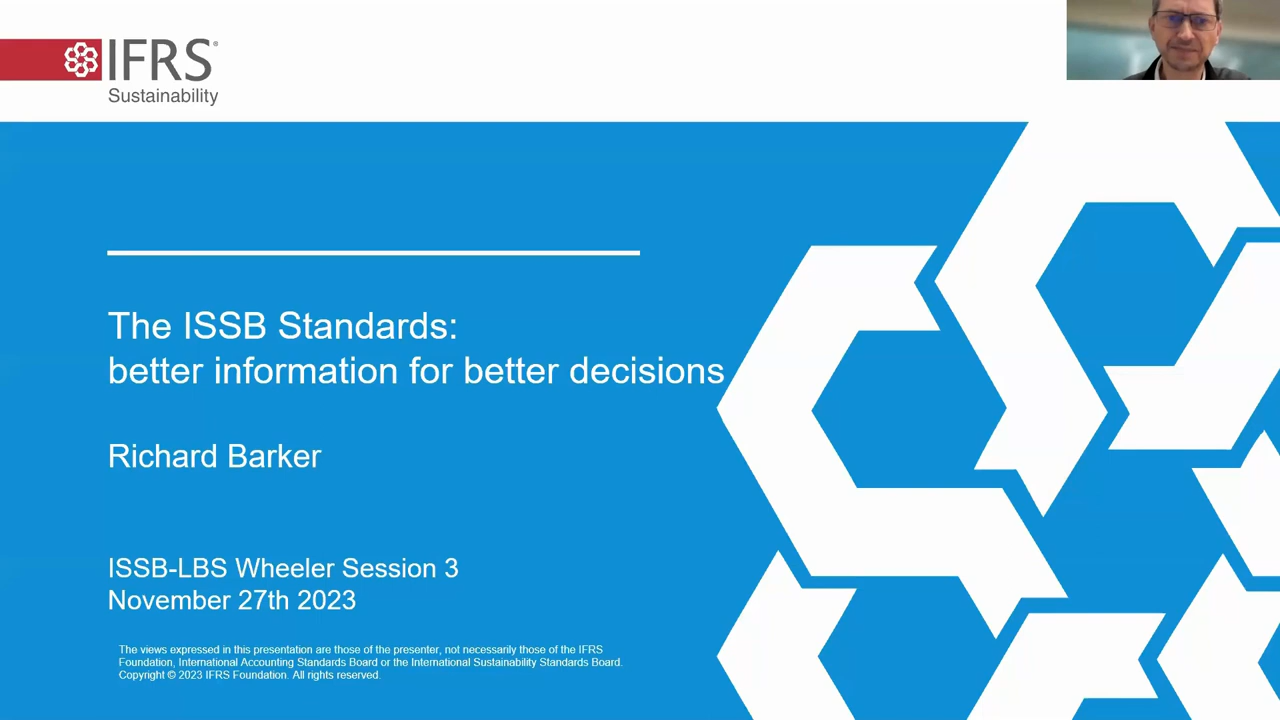 IFRS®
Sustainability
The ISSB Standards:
better information for better decisions
Richard Barker
ISSB-LBS Wheeler Session 3
November 27th 2023
The views expressed in this presentation are those of the presenter, not necessarily those of the IFRS
Foundation, International Accounting Standards Board or the International Sustainability Standards Board.
Copyright © 2023 IFRS Foundation. All rights reserved.